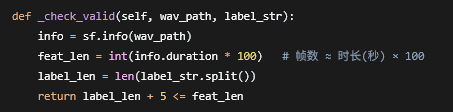 def _check_valid(self, wav_path, label_str):
    info = sf.info(wav_path)
    feat_len = int(info.duration * 100)   # 帧数 ≈ 时长(秒) × 100
    label_len = len(label_str.split())
    return label_len + 5 <= feat_len